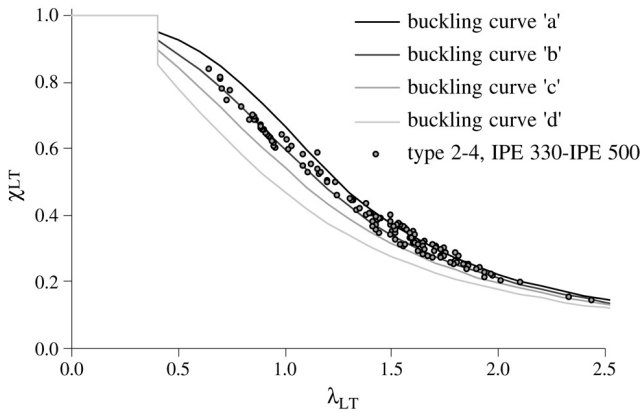 1.0
0.8
0.6
0.4
0.2
0.0
χLT
0.0 0.5 1.0 1.5 2.0 2.5
λLT
buckling curve 'a'
buckling curve 'b'
buckling curve 'c'
buckling curve 'd'
type 2-4, IPE 330-IPE 500